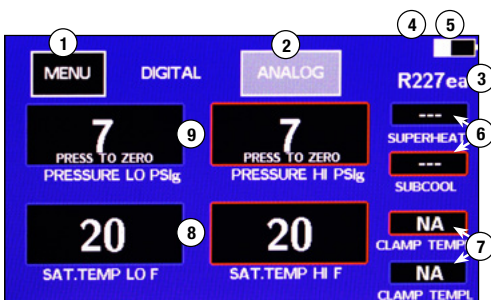 4 5
1 2
MENU DIGITAL ANALOG
R227ea 3
7 9 7 ---
PRESS TO ZERO PRESS TO ZERO
SUPERHEAT 6
PRESSURE LO PSIg PRESSURE HI PSIg
---
SUBCOOL
20 8 20 NA
CLAMP TEMP 7
NA
SAT.TEMP LO F SAT.TEMP HI F
CLAMP TEMPL